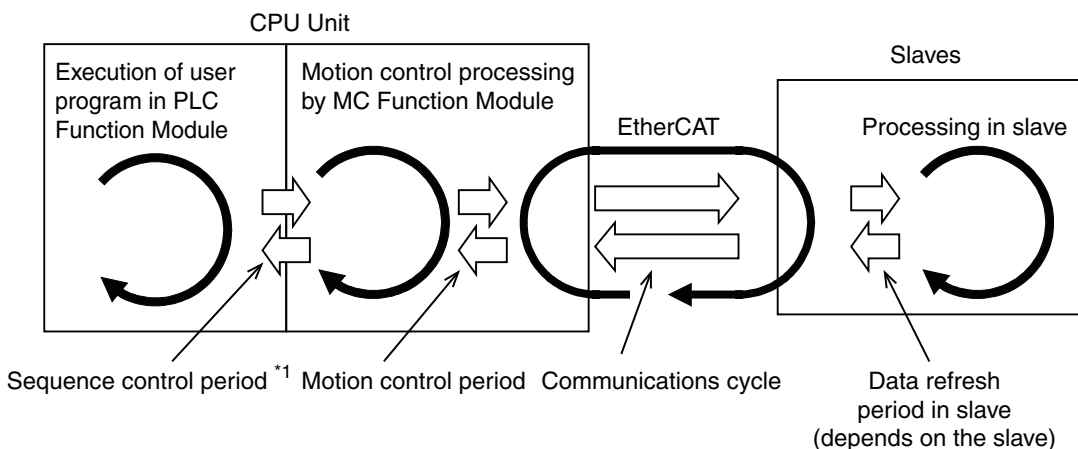 CPU Unit
Execution of user
program in PLC
Function Module
Motion control processing
by MC Function Module
EtherCAT
Slaves
Processing in slave
Sequence control period *1
Motion control period
Communications cycle
Data refresh
period in slave
(depends on the slave)